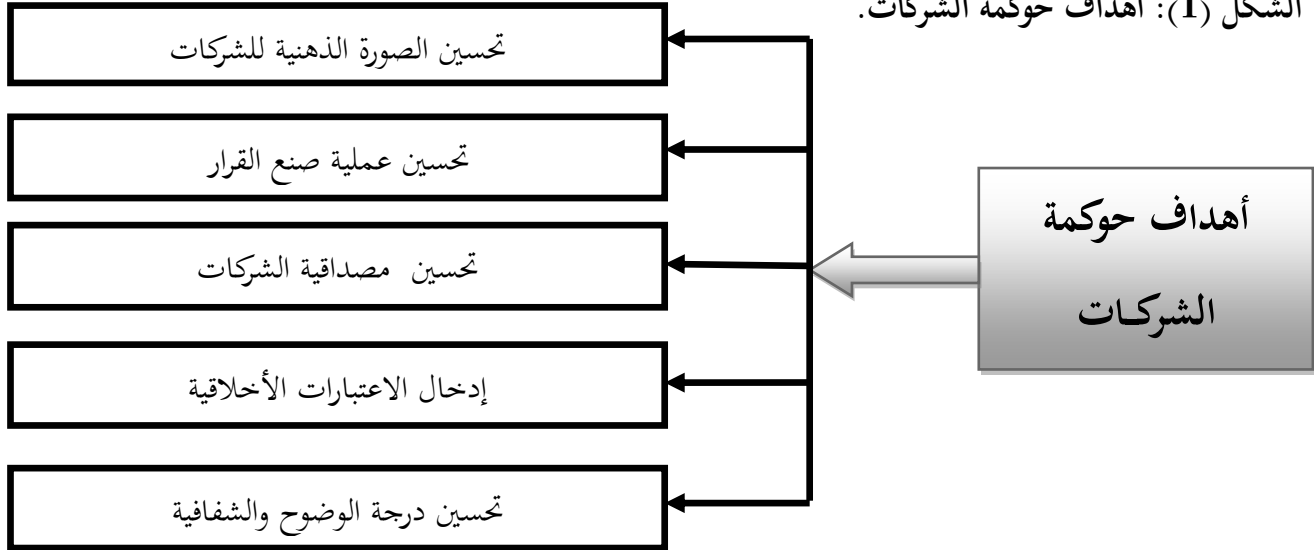 الشكل (1): أهداف حوكمة الشركات.
تحسين الصورة الذهنية للشركات
تحسين عملية صنع القرار
أهداف حوكمة
الشركـات
تحسين مصداقية الشركات
إدخال الاعتبارات الأخلاقية
تحسين درجة الوضوح والشفافية